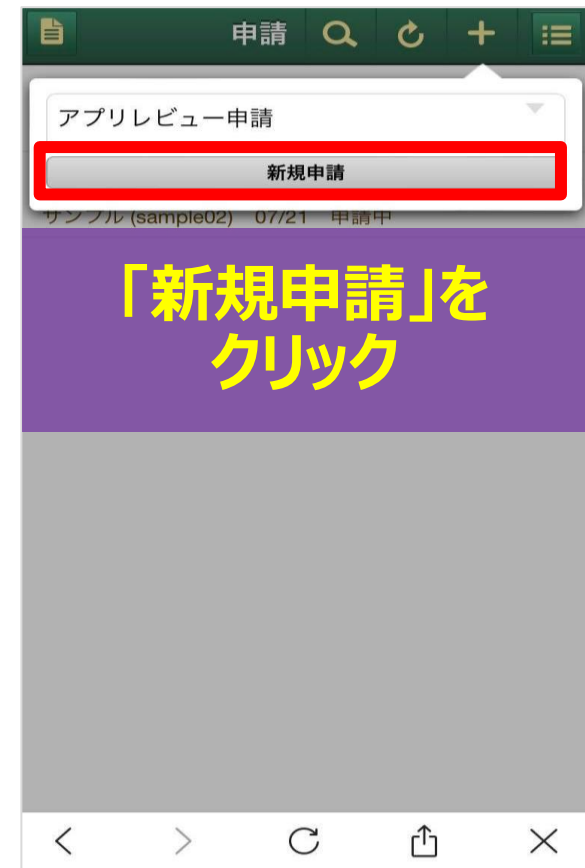 申請
アプリレビュー申請
新規申請
サンプル (sample02) 07/21 申請中
「新規申請」を
クリック